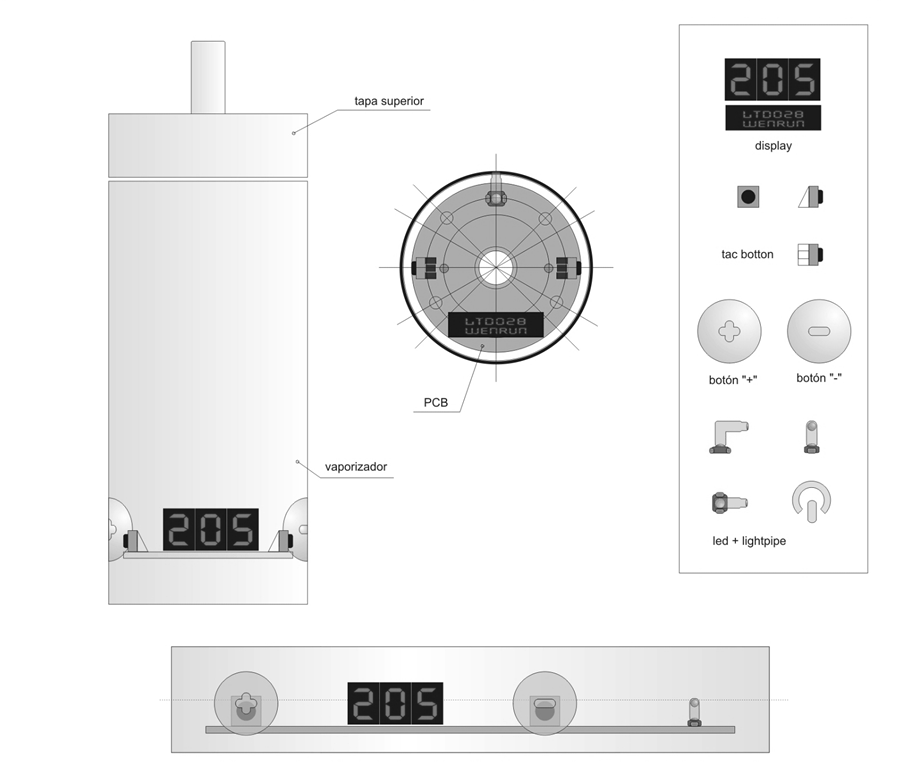 tapa superior
vaporizador
205
LTD028
WENRUN
PCB
205
LTD028
WENRUN
display
tac botton
botón "+"
botón "-"
led + lightpipe
205